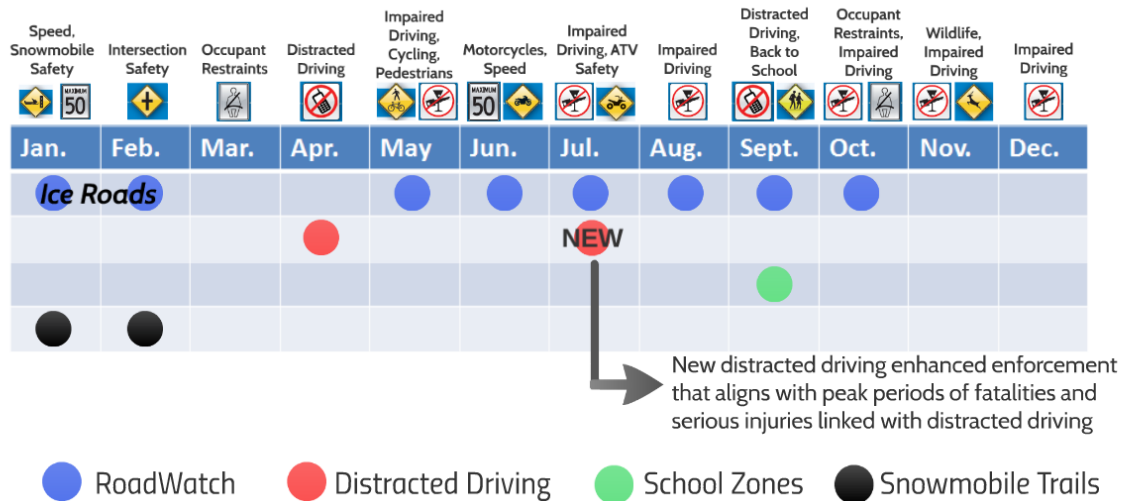 Speed,
Snowmobile
Safety
Intersection
Safety
Occupant
Restraints
Distracted
Driving
Impaired
Driving,
Cycling,
Pedestrians
Motorcycles,
Speed
Impaired
Driving, ATV
Safety
Impaired
Driving
Distracted
Driving,
Back to
School
Occupant
Restraints,
Impaired
Driving
Wildlife,
Impaired
Driving
Impaired
Driving
MAXIMUM
50
MAXIMUM
50
Jan. Feb. Mar. Apr. May Jun. Jul. Aug. Sept. Oct. Nov. Dec.
Ice Roads
NEW
New distracted driving enhanced enforcement
that aligns with peak periods of fatalities and
serious injuries linked with distracted driving
RoadWatch Distracted Driving School Zones Snowmobile Trails